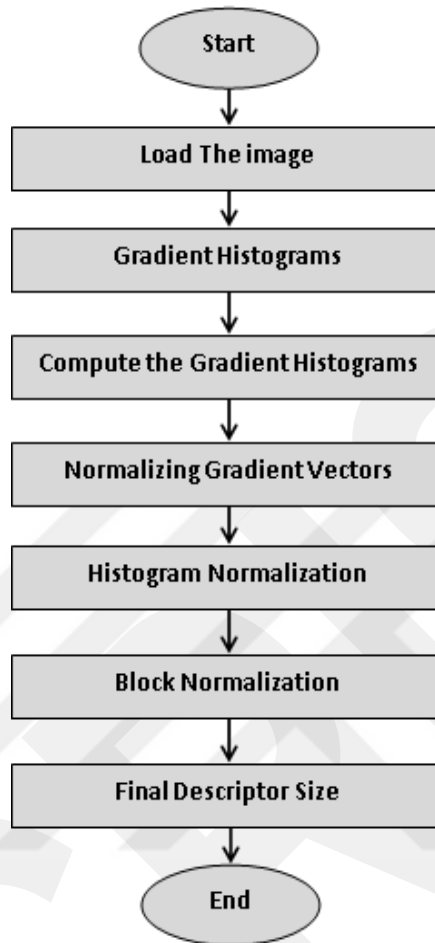 Start
Load The image
Gradient Histograms
Compute the Gradient Histograms
Normalizing Gradient Vectors
Histogram Normalization
Block Normalization
Final Descriptor Size
End